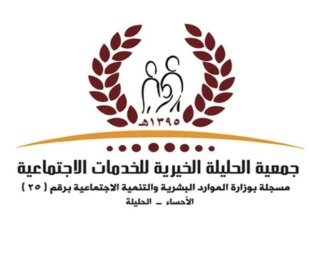 ١٣٩٥هـ
جمعية الحليلة الخيرية للخدمات الاجتماعية
مسجلة بوزارة الموارد البشرية والتنمية الاجتماعية برقم ( ٢٥ )
الأحساء - الحليلة